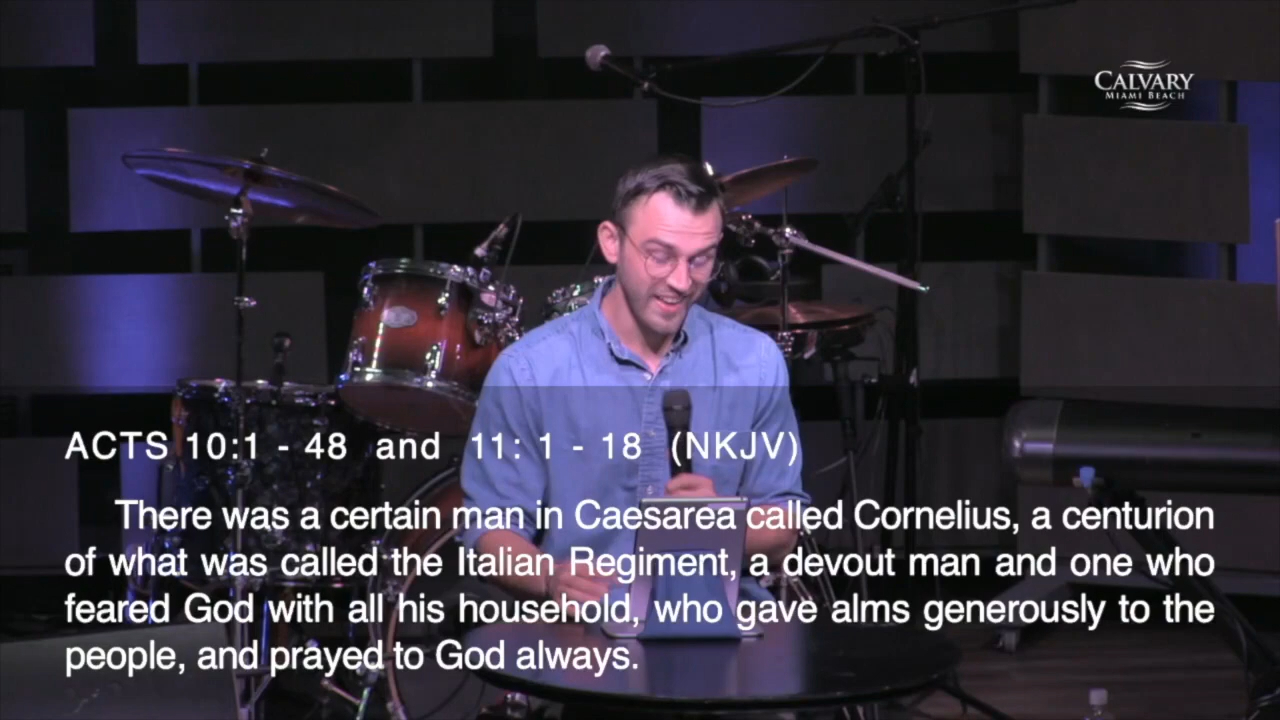 CALVARY
MIAMI BEACH
ACTS 10:1 - 48 and 11: 1 - 18 (NKJV)
There was a certain man in Caesarea called Cornelius, a centurion
of what was called the Italian Regiment, a devout man and one who
feared God with all his household, who gave alms generously to the
people, and prayed to God always.